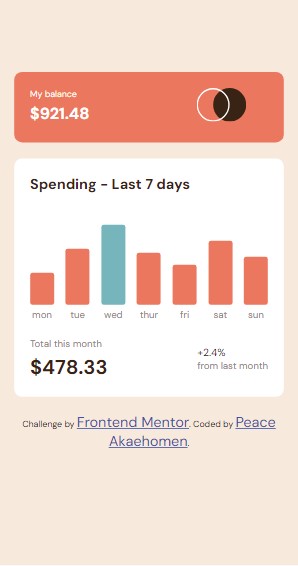 My balance
$921.48
Spending - Last 7 days
mon tue wed thur fri sat sun
Total this month
$478.33
+2.4%
from last month
Challenge by Frontend Mentor. Coded by Peace
Akaehomen.